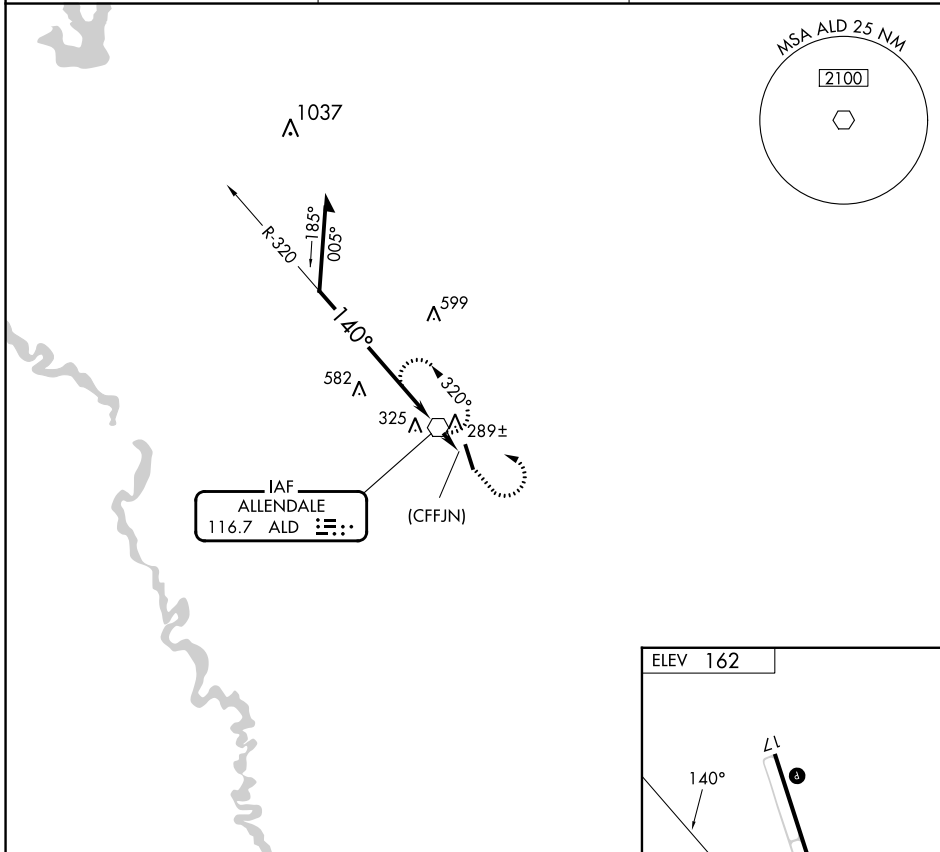 MSA ALD 25 NM
2100
1037
R-320
185°
005°
140°
599
582
320°
325
289±
IAF
ALLENDALE
116.7 ALD
(CFFJN)
ELEV 162
17
140°
P